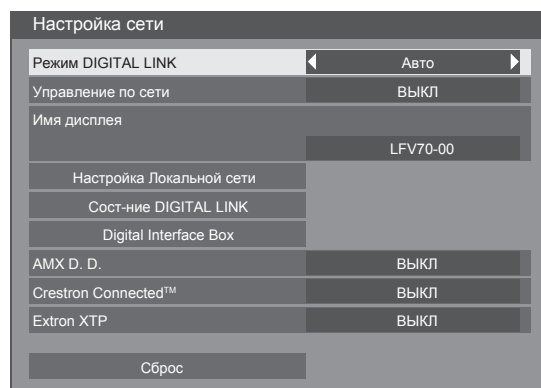 Настройка сети
Режим DIGITAL LINK Авто
Управление по сети ВЫКЛ
Имя дисплея
LFV70-00
Настройка Локальной сети
Сост-ние DIGITAL LINK
Digital Interface Box
AMX D. D. ВЫКЛ
Crestron Connected™ ВЫКЛ
Extron XTP ВЫКЛ
Сброс